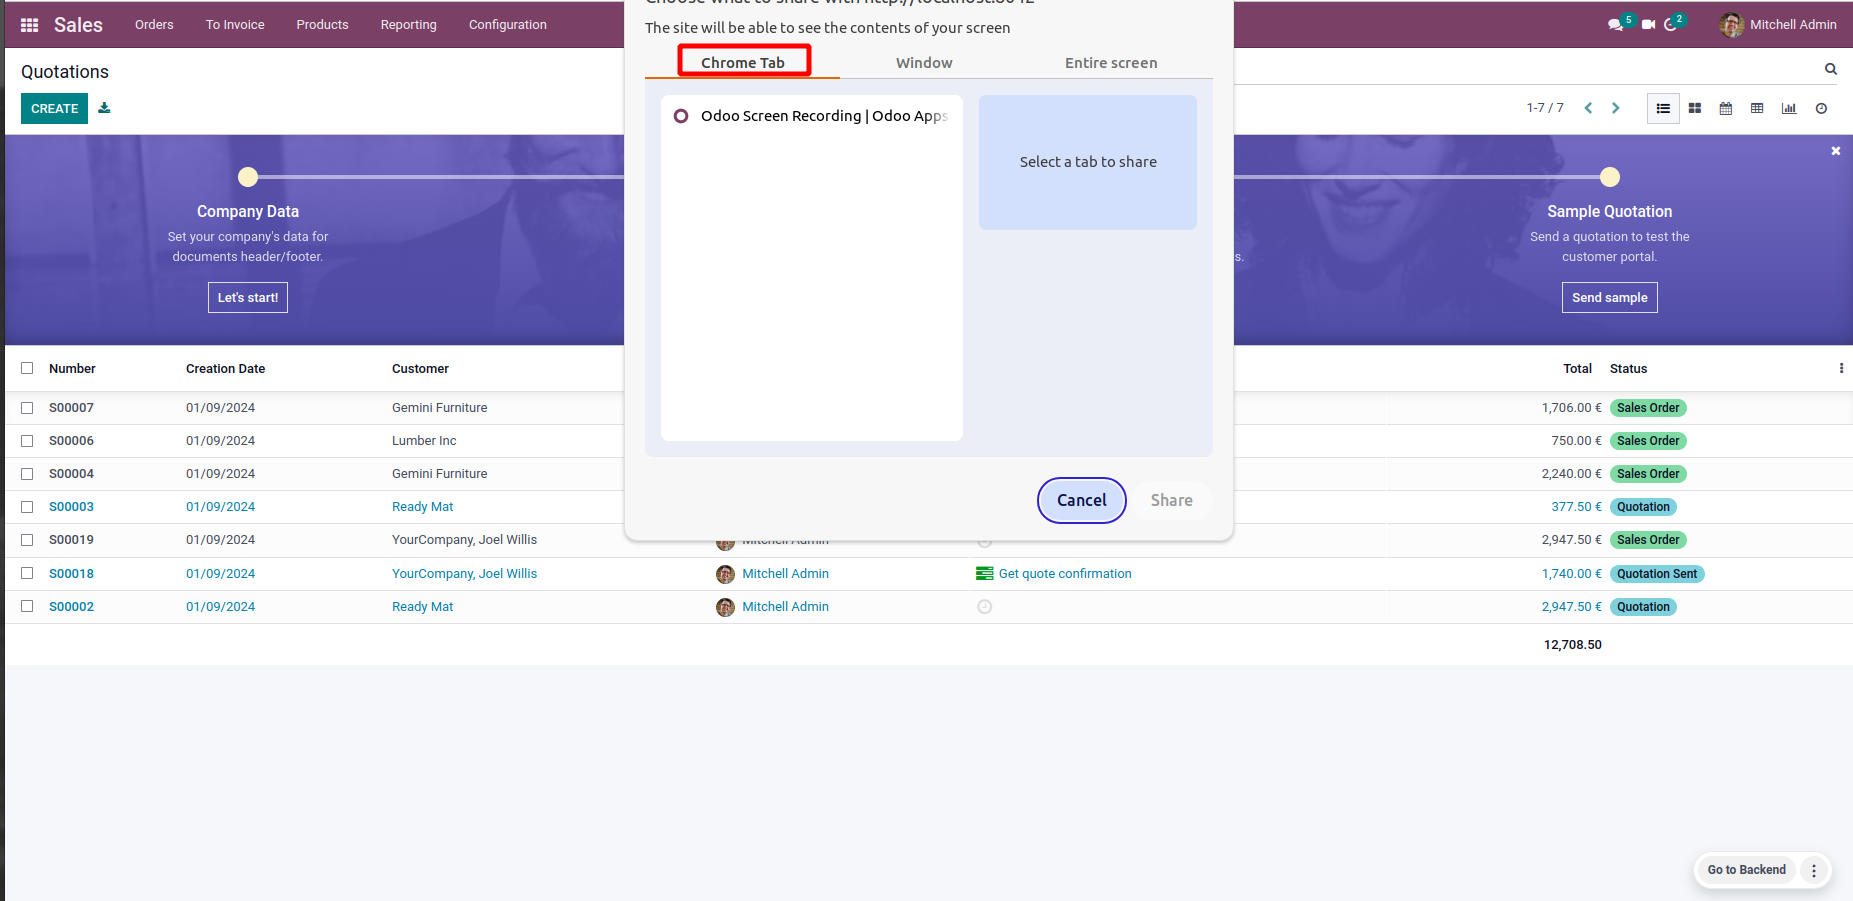 Sales Orders To Invoice Products Reporting Configuration
5 2 Mitchell Admin
The site will be able to see the contents of your screen
Chrome Tab Window Entire screen
Quotations
CREATE
1-7 / 7
Odoo Screen Recording | Odoo Apps
Select a tab to share
Company Data
Set your company's data for
documents header/footer.
Let's start!
s.
Sample Quotation
Send a quotation to test the
customer portal.
Send sample
Cancel Share
Number Creation Date Customer Total Status
S00007 01/09/2024 Gemini Furniture 1,706.00 € Sales Order
S00006 01/09/2024 Lumber Inc 750.00 € Sales Order
S00004 01/09/2024 Gemini Furniture 2,240.00 € Sales Order
S00003 01/09/2024 Ready Mat 377.50 € Quotation
S00019 01/09/2024 YourCompany, Joel Willis Mitchell Admin 2,947.50 € Sales Order
S00018 01/09/2024 YourCompany, Joel Willis Mitchell Admin Get quote confirmation 1,740.00 € Quotation Sent
S00002 01/09/2024 Ready Mat Mitchell Admin 2,947.50 € Quotation
12,708.50
Go to Backend